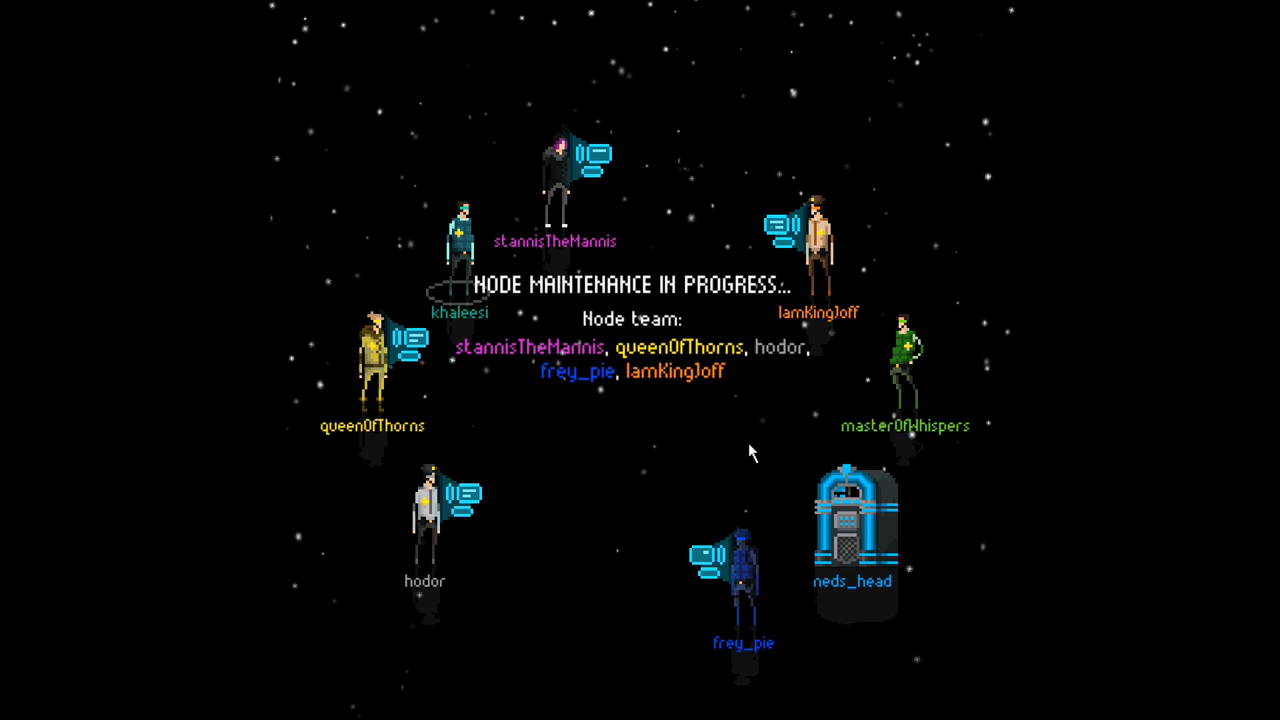 stannisTheMannis
NODE MAINTENANCE IN PROGRESS...
khaleesi
IamKingJoff
Node team:
stannisTheMannis, queenOfThorns, hodor,
frey_pie, IamKingJoff
queenOfThorns
masterOfWhispers
hodor
neds_head
frey_pie